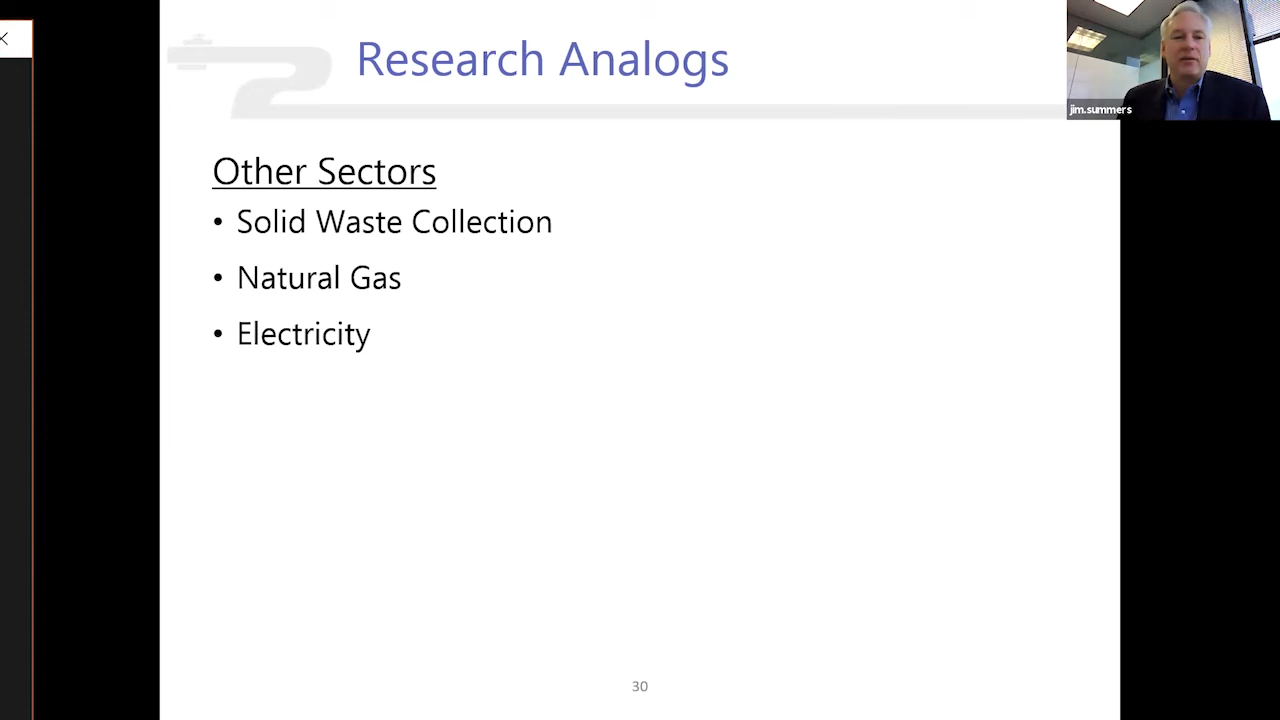 Research Analogs
jim.summers
Other Sectors
• Solid Waste Collection
• Natural Gas
• Electricity
30